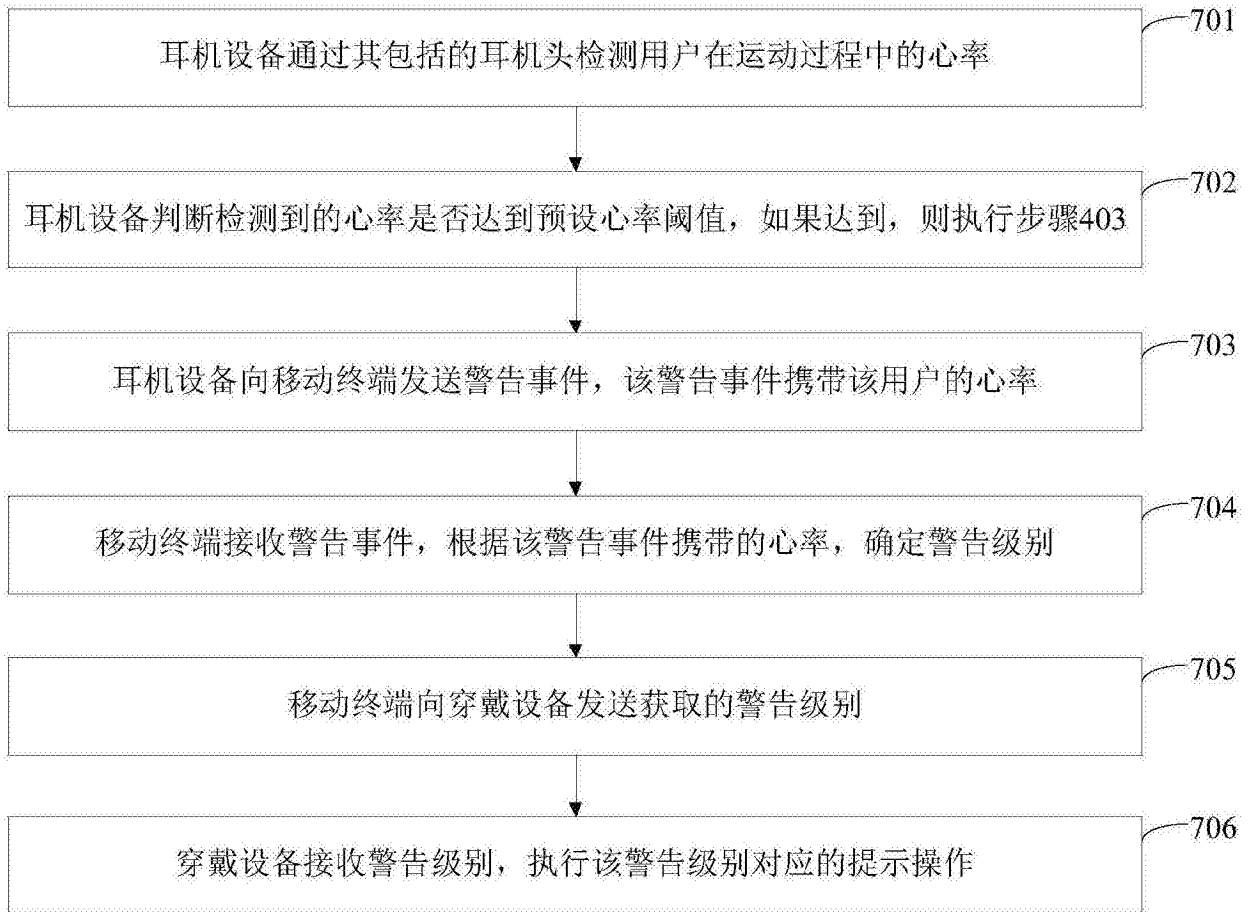 701
耳机设备通过其包括的耳机头检测用户在运动过程中的心率
702
耳机设备判断检测到的心率是否达到预设心率阈值，如果达到，则执行步骤403
703
耳机设备向移动终端发送警告事件，该警告事件携带该用户的心率
704
移动终端接收警告事件，根据该警告事件携带的心率，确定警告级别
705
移动终端向穿戴设备发送获取的警告级别
706
穿戴设备接收警告级别，执行该警告级别对应的提示操作